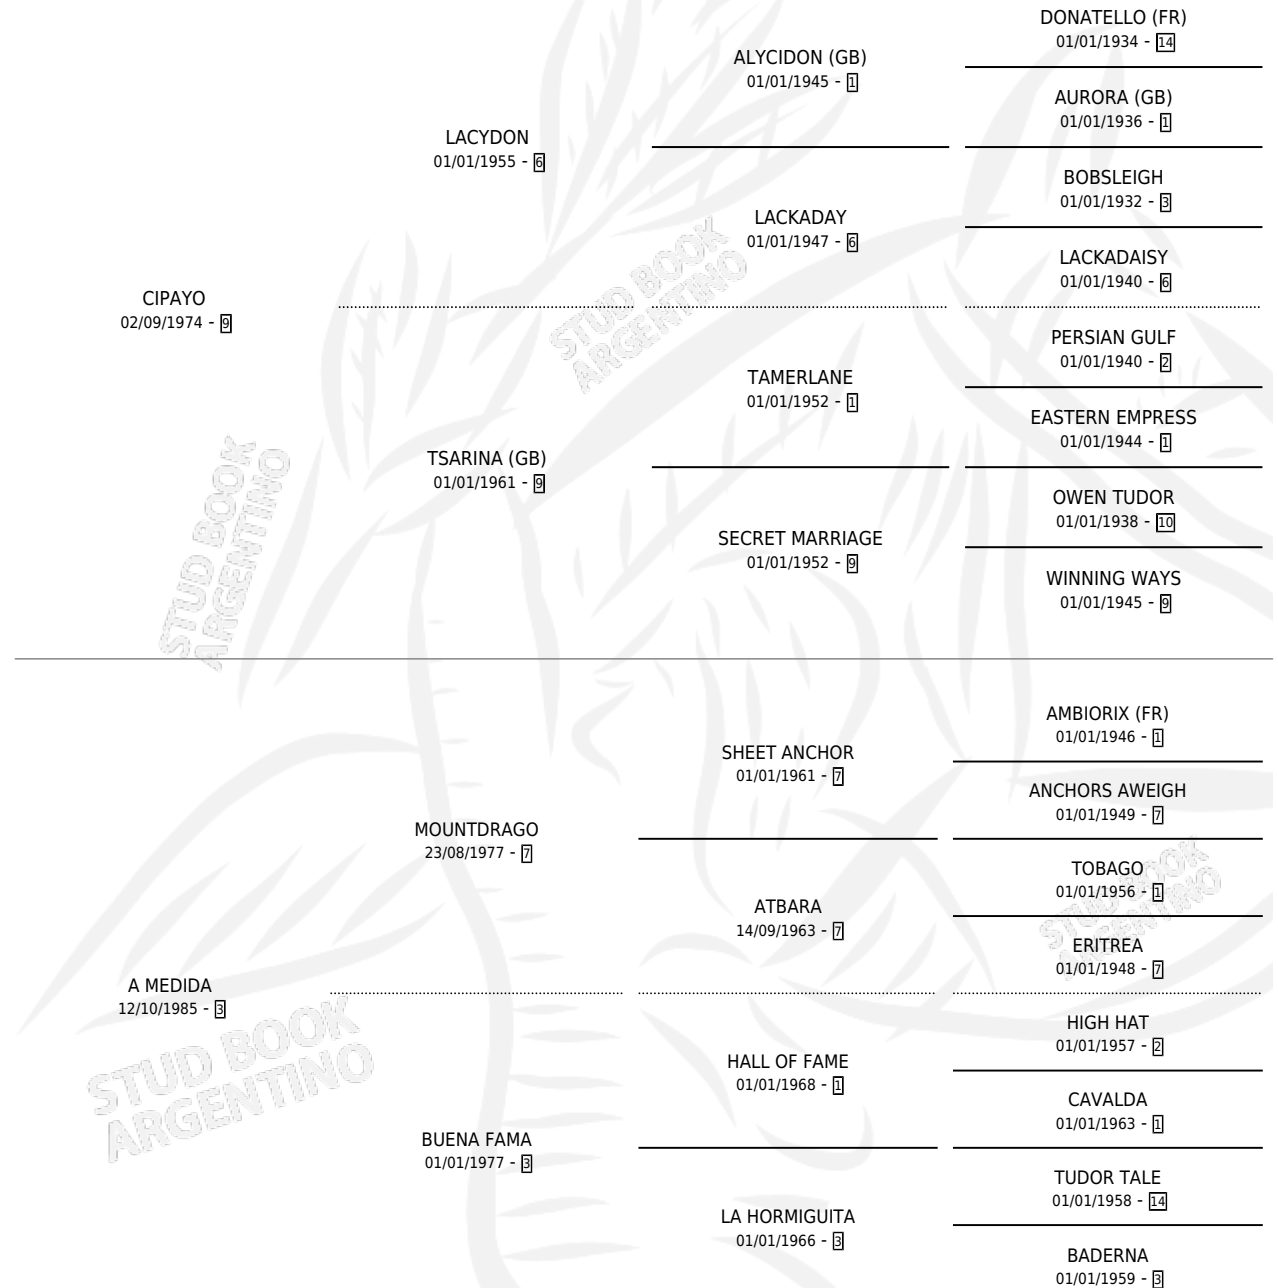 DONATELLO (FR)
01/01/1934 - 14
ALYCIDON (GB)
01/01/1945 - 1
AURORA (GB)
01/01/1936 - 1
LACYDON
01/01/1955 - 6
BOBSLEIGH
01/01/1932 - 3
LACKADAY
01/01/1947 - 6
LACKADAISY
01/01/1940 - 6
CIPAYO
02/09/1974 - 9
PERSIAN GULF
01/01/1940 - 2
TAMERLANE
01/01/1952 - 1
EASTERN EMPRESS
01/01/1944 - 1
TSARINA (GB)
01/01/1961 - 9
OWEN TUDOR
01/01/1938 - 10
SECRET MARRIAGE
01/01/1952 - 9
WINNING WAYS
01/01/1945 - 9
AMBIORIX (FR)
01/01/1946 - 1
SHEET ANCHOR
01/01/1961 - 7
ANCHORS AWEIGH
01/01/1949 - 7
MOUNTDRAGO
23/08/1977 - 7
TOBAGO
01/01/1956 - 1
ATBARA
14/09/1963 - 7
ERITREA
01/01/1948 - 7
A MEDIDA
12/10/1985 - 3
HIGH HAT
01/01/1957 - 2
HALL OF FAME
01/01/1968 - 1
CAVALDA
01/01/1963 - 1
BUENA FAMA
01/01/1977 - 3
TUDOR TALE
01/01/1958 - 14
LA HORMIGUITA
01/01/1966 - 3
BADERNA
01/01/1959 - 3
STUD BOOK
ARGENTINO
STUD BOOK
ARGENTINO
STUD BOOK
ARGENTINO
STUD BOOK
ARGENTINO